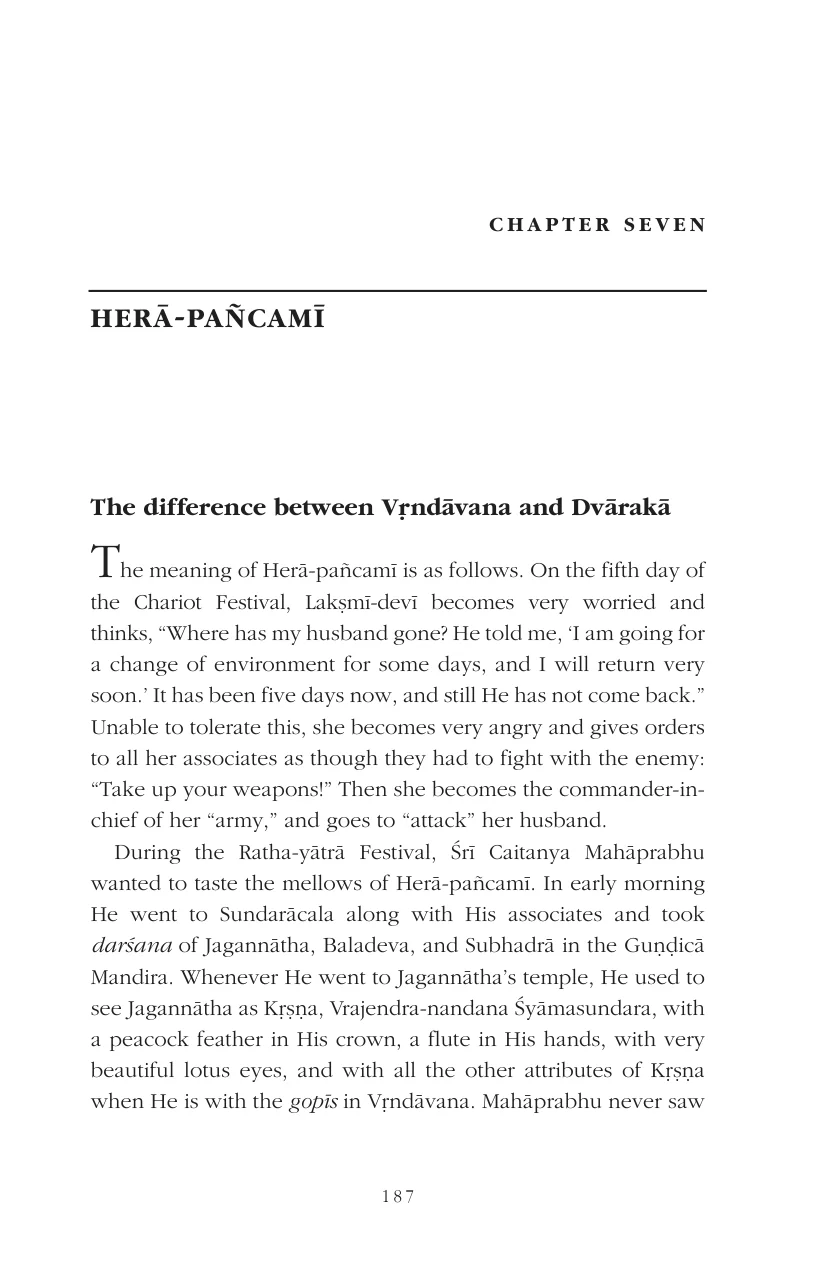 CHAPTER SEVEN
HERĀ-PAÑCAMĪ
The difference between Vṛndāvana and Dvārakā
The meaning of Herā-pañcamī is as follows. On the fifth day of
the Chariot Festival, Lakṣmī-devī becomes very worried and
thinks, “Where has my husband gone? He told me, ‘I am going for
a change of environment for some days, and I will return very
soon.’ It has been five days now, and still He has not come back.”
Unable to tolerate this, she becomes very angry and gives orders
to all her associates as though they had to fight with the enemy:
“Take up your weapons!” Then she becomes the commander-in-
chief of her “army,” and goes to “attack” her husband.
During the Ratha-yātrā Festival, Śrī Caitanya Mahāprabhu
wanted to taste the mellows of Herā-pañcamī. In early morning
He went to Sundarācala along with His associates and took
darśana of Jagannātha, Baladeva, and Subhadrā in the Guṇḍicā
Mandira. Whenever He went to Jagannātha’s temple, He used to
see Jagannātha as Kṛṣṇa, Vrajendra-nandana Śyāmasundara, with
a peacock feather in His crown, a flute in His hands, with very
beautiful lotus eyes, and with all the other attributes of Kṛṣṇa
when He is with the gopīs in Vṛndāvana. Mahāprabhu never saw
187